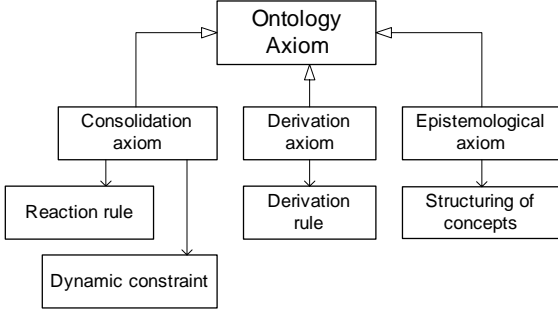 Ontology
Axiom
Consolidation
axiom
Derivation
axiom
Epistemological
axiom
Reaction rule
Derivation
rule
Structuring of
concepts
Dynamic constraint